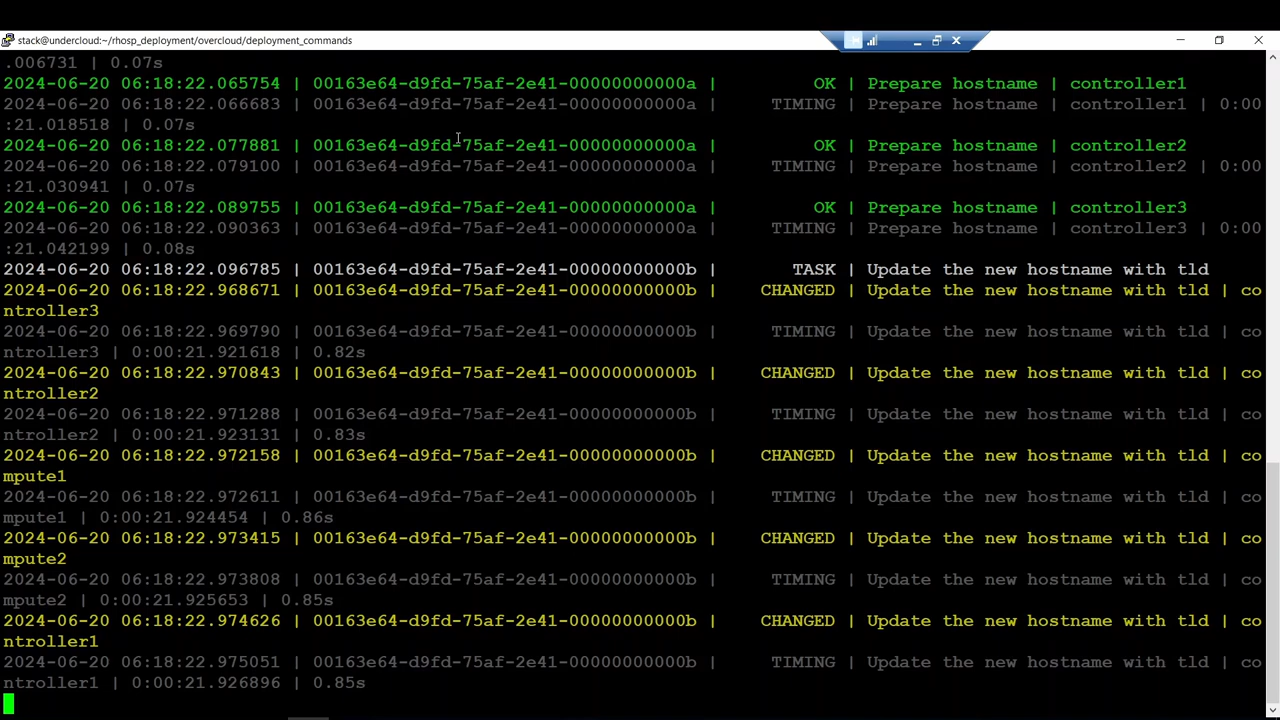 stack@undercloud:~/rhosp_deployment/overcloud/deployment_commands
.006731 | 0.07s
2024-06-20 06:18:22.065754 | 00163e64-d9fd-75af-2e41-00000000000a |         OK | Prepare hostname | controller1
2024-06-20 06:18:22.066683 | 00163e64-d9fd-75af-2e41-00000000000a |     TIMING | Prepare hostname | controller1 | 0:00
:21.018518 | 0.07s
2024-06-20 06:18:22.077881 | 00163e64-d9fd-75af-2e41-00000000000a |         OK | Prepare hostname | controller2
2024-06-20 06:18:22.079100 | 00163e64-d9fd-75af-2e41-00000000000a |     TIMING | Prepare hostname | controller2 | 0:00
:21.030941 | 0.07s
2024-06-20 06:18:22.089755 | 00163e64-d9fd-75af-2e41-00000000000a |         OK | Prepare hostname | controller3
2024-06-20 06:18:22.090363 | 00163e64-d9fd-75af-2e41-00000000000a |     TIMING | Prepare hostname | controller3 | 0:00
:21.042199 | 0.08s
2024-06-20 06:18:22.096785 | 00163e64-d9fd-75af-2e41-00000000000b |       TASK | Update the new hostname with tld
2024-06-20 06:18:22.968671 | 00163e64-d9fd-75af-2e41-00000000000b |    CHANGED | Update the new hostname with tld | co
ntroller3
2024-06-20 06:18:22.969790 | 00163e64-d9fd-75af-2e41-00000000000b |     TIMING | Update the new hostname with tld | co
ntroller3 | 0:00:21.921618 | 0.82s
2024-06-20 06:18:22.970843 | 00163e64-d9fd-75af-2e41-00000000000b |    CHANGED | Update the new hostname with tld | co
ntroller2
2024-06-20 06:18:22.971288 | 00163e64-d9fd-75af-2e41-00000000000b |     TIMING | Update the new hostname with tld | co
ntroller2 | 0:00:21.923131 | 0.83s
2024-06-20 06:18:22.972158 | 00163e64-d9fd-75af-2e41-00000000000b |    CHANGED | Update the new hostname with tld | co
mpute1
2024-06-20 06:18:22.972611 | 00163e64-d9fd-75af-2e41-00000000000b |     TIMING | Update the new hostname with tld | co
mpute1 | 0:00:21.924454 | 0.86s
2024-06-20 06:18:22.973415 | 00163e64-d9fd-75af-2e41-00000000000b |    CHANGED | Update the new hostname with tld | co
mpute2
2024-06-20 06:18:22.973808 | 00163e64-d9fd-75af-2e41-00000000000b |     TIMING | Update the new hostname with tld | co
mpute2 | 0:00:21.925653 | 0.85s
2024-06-20 06:18:22.974626 | 00163e64-d9fd-75af-2e41-00000000000b |    CHANGED | Update the new hostname with tld | co
ntroller1
2024-06-20 06:18:22.975051 | 00163e64-d9fd-75af-2e41-00000000000b |     TIMING | Update the new hostname with tld | co
ntroller1 | 0:00:21.926896 | 0.85s